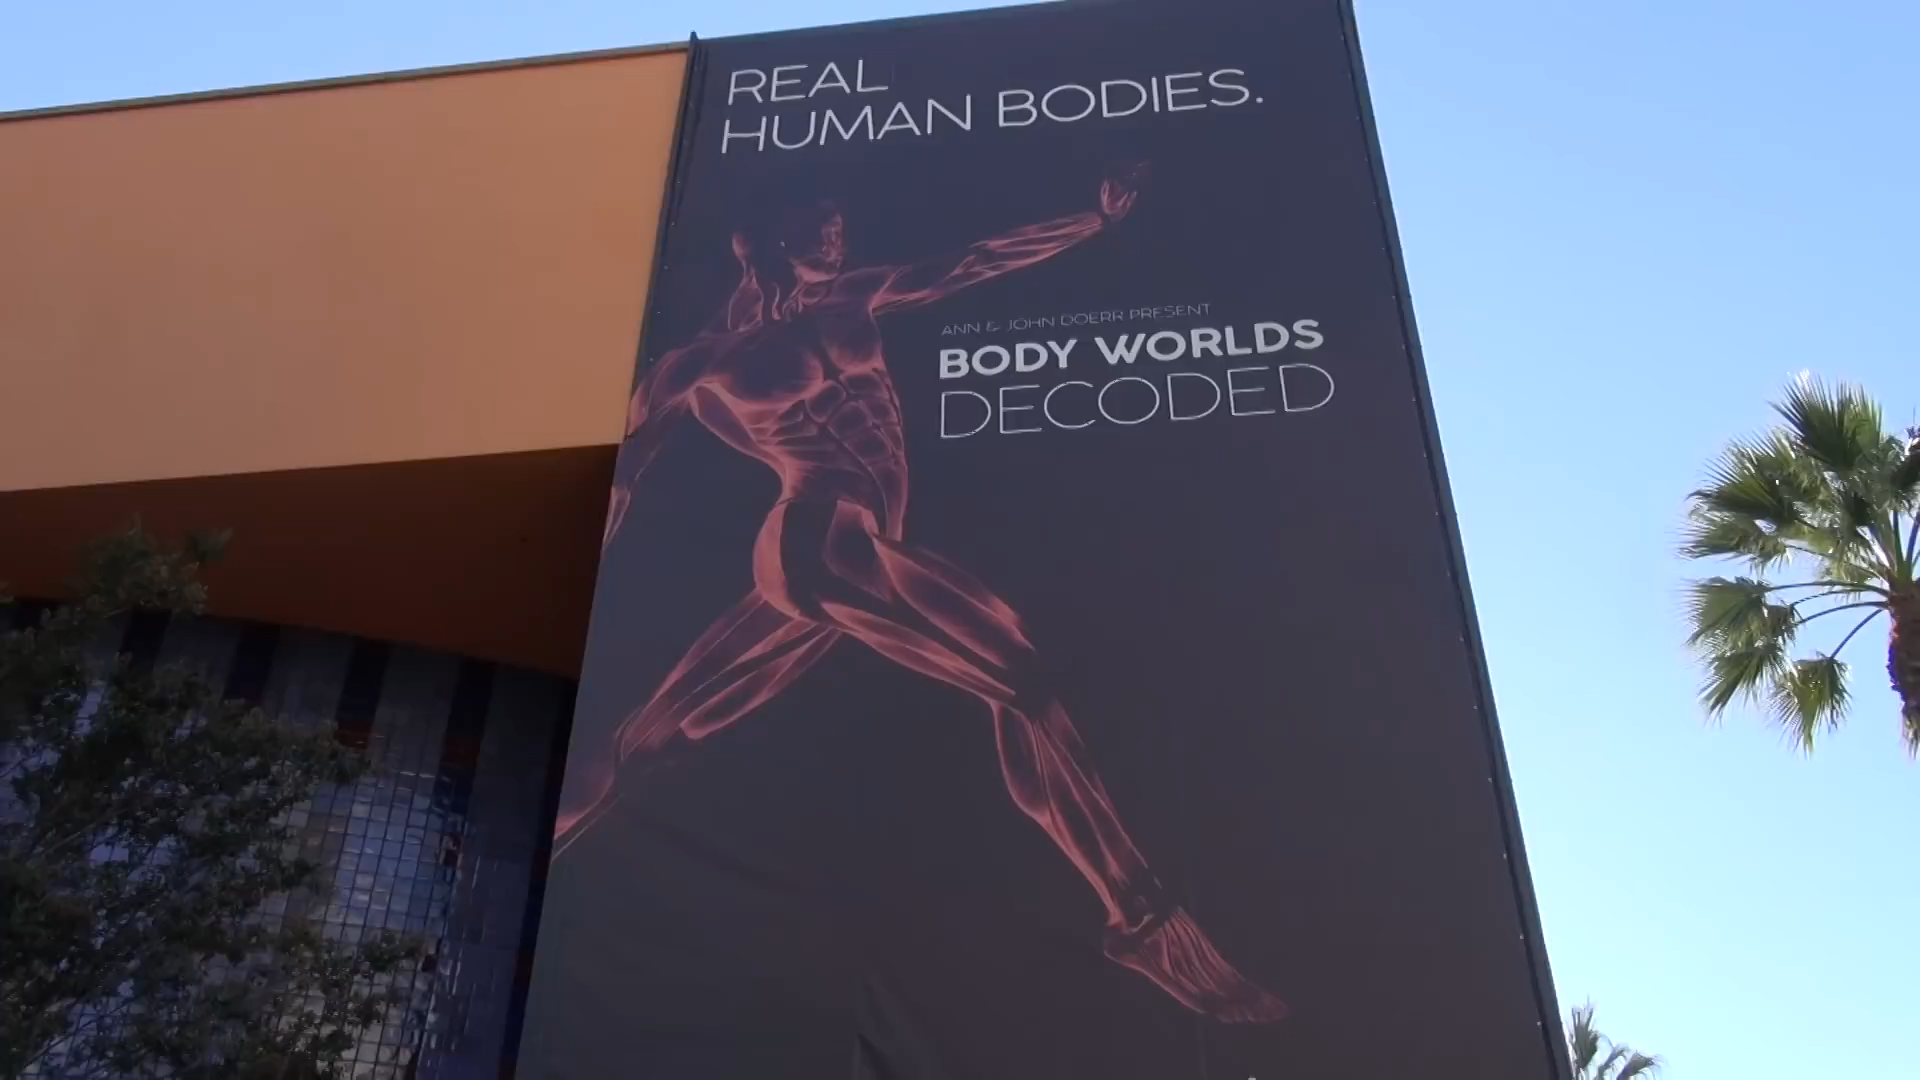 REAL
HUMAN BODIES.
ANN & JOHN DOERR PRESENT
BODY WORLDS
DECODED